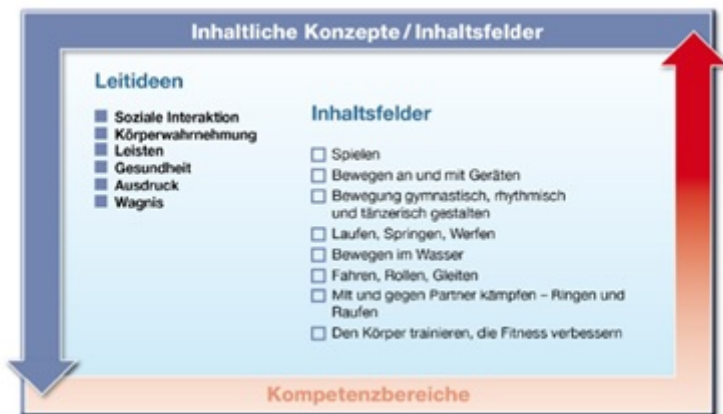 Inhaltliche Konzepte/Inhaltsfelder
Leitideen
Soziale Interaktion
Körperwahrnehmung
Leisten
Gesundheit
Ausdruck
Wagnis
Inhaltsfelder
Spielen
Bewegen an und mit Geräten
Bewegung gymnastisch, rhythmisch
und tänzerisch gestalten
Laufen, Springen, Werfen
Bewegen im Wasser
Fahren, Rollen, Gleiten
Mit und gegen Partner kämpfen – Ringen und
Raufen
Den Körper trainieren, die Fitness verbessern
Kompetenzbereiche